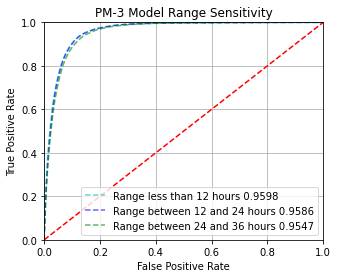 PM-3 Model Range Sensitivity
True Positive Rate
1.0
0.8
0.6
0.4
0.2
0.0
Range less than 12 hours 0.9598
Range between 12 and 24 hours 0.9586
Range between 24 and 36 hours 0.9547
0.0 0.2 0.4 0.6 0.8 1.0
False Positive Rate